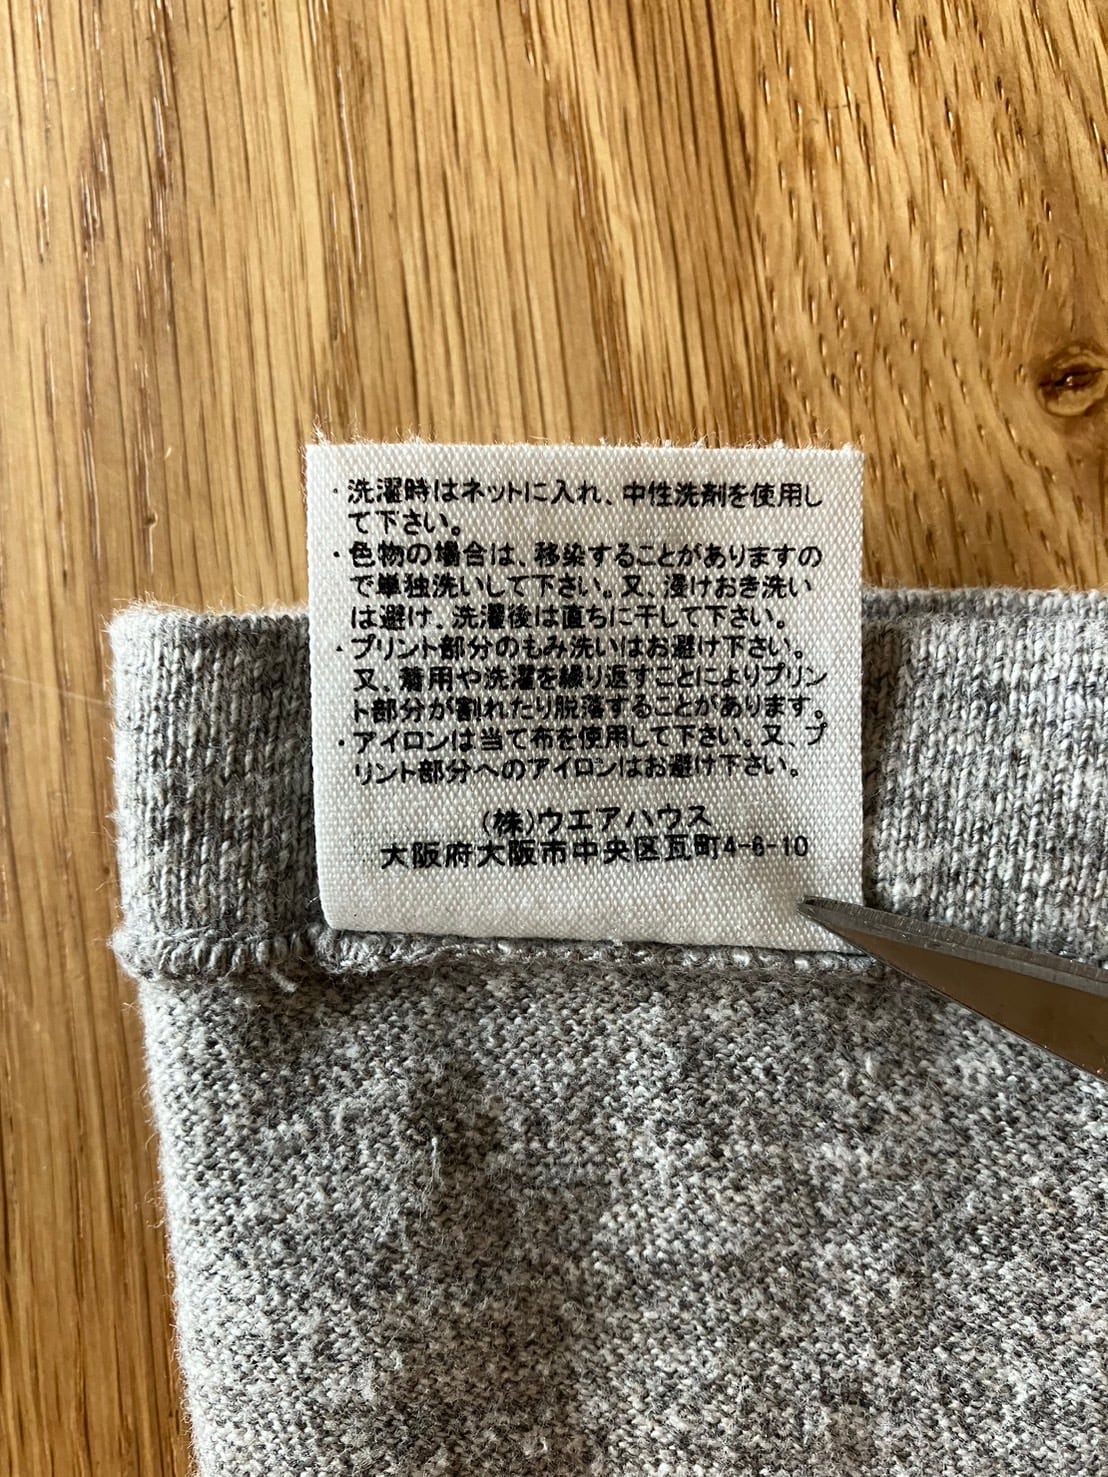 ・洗濯時はネットに入れ、中性洗剤を使用し
て下さい。
・色物の場合は、移染することがありますの
で単独洗いして下さい。又、浸けおき洗い
は避け、洗濯後は直ちに干して下さい。
・プリント部分のもみ洗いはお避け下さい。
又、着用や洗濯を繰り返すことによりプリン
ト部分が割れたり脱落することがあります。
・アイロンは当て布を使用して下さい。又、プ
リント部分へのアイロンはお避け下さい。
(株)ウエアハウス
大阪府大阪市中央区瓦町4-6-10